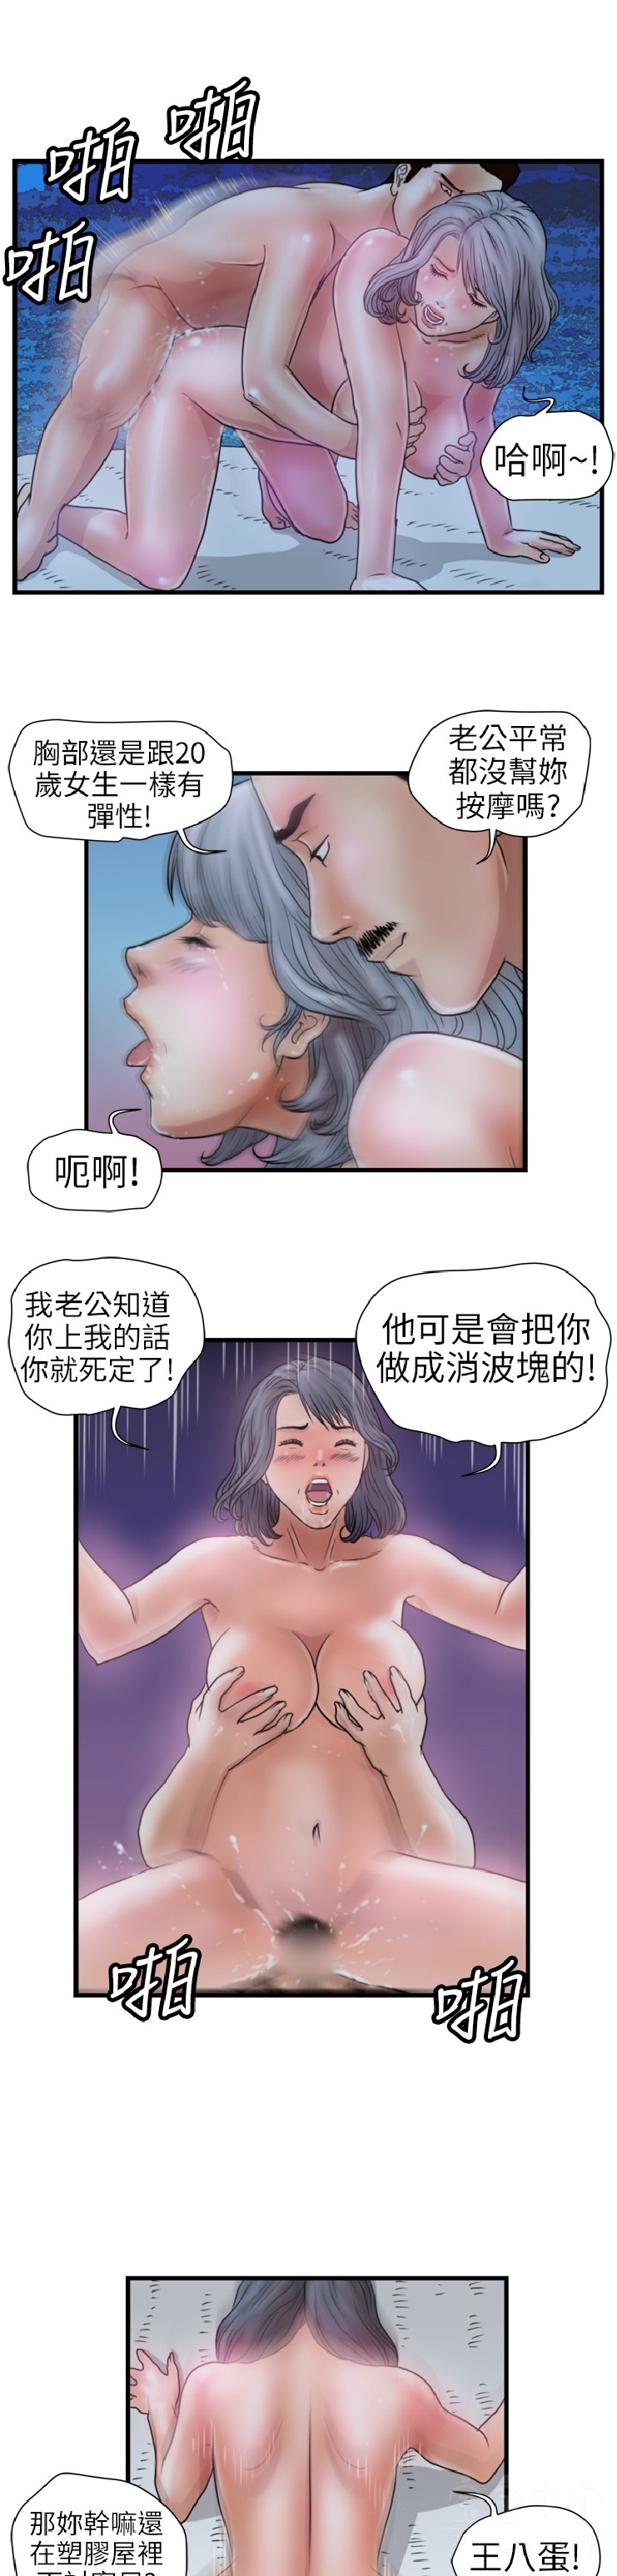 啪
啪
啪
哈啊~!
胸部還是跟20
歲女生一樣有
彈性!
老公平常
都沒幫妳
按摩嗎?
呃啊!
我老公知道
你上我的話
你就死定了!
他可是會把你
做成消波塊的!
啪
啪
那妳幹嘛還
在塑膠屋裡
王八蛋!